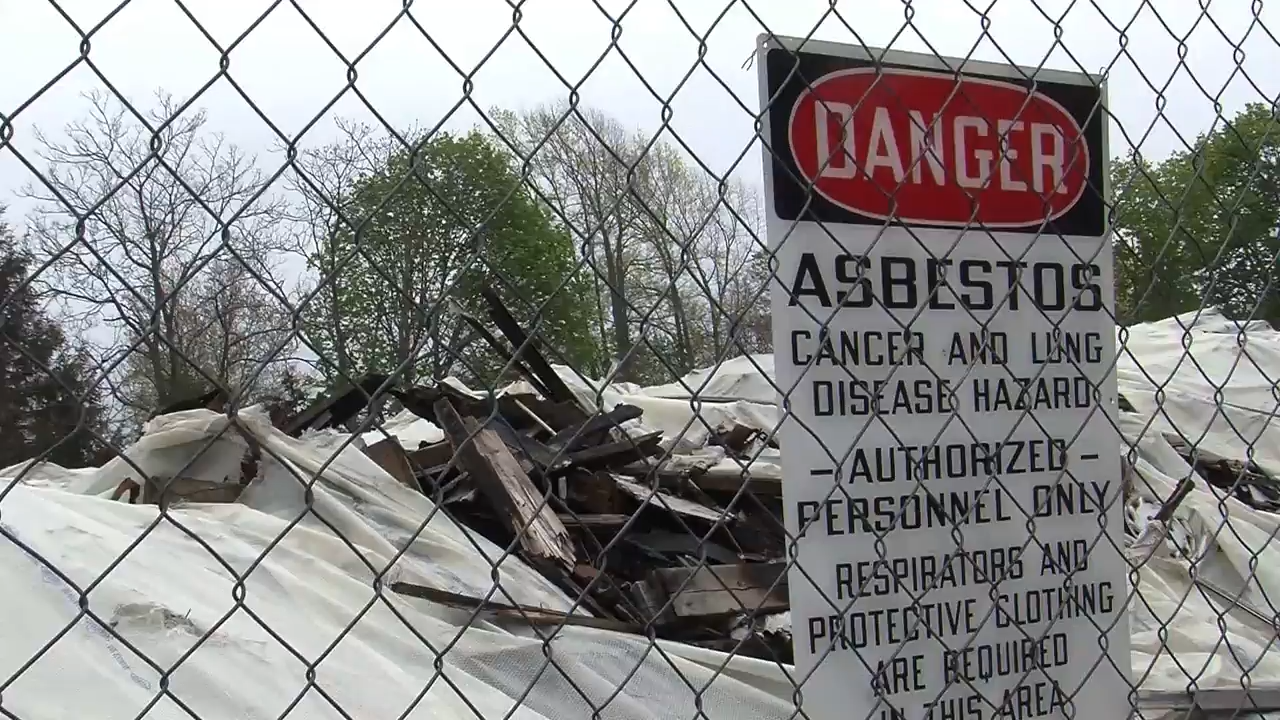 DANGER
ASBESTOS
CANCER AND LUNG
DISEASE HAZARD
- AUTHORIZED -
PERSONNEL ONLY
RESPIRATORS AND
PROTECTIVE CLOTHING
ARE REQUIRED
IN THIS AREA